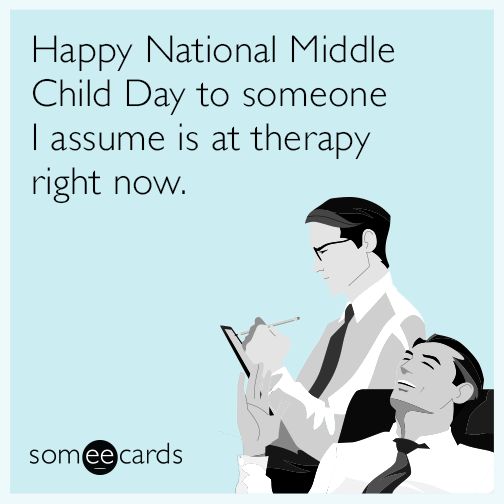 Happy National Middle
Child Day to someone
I assume is at therapy
right now.
someecards